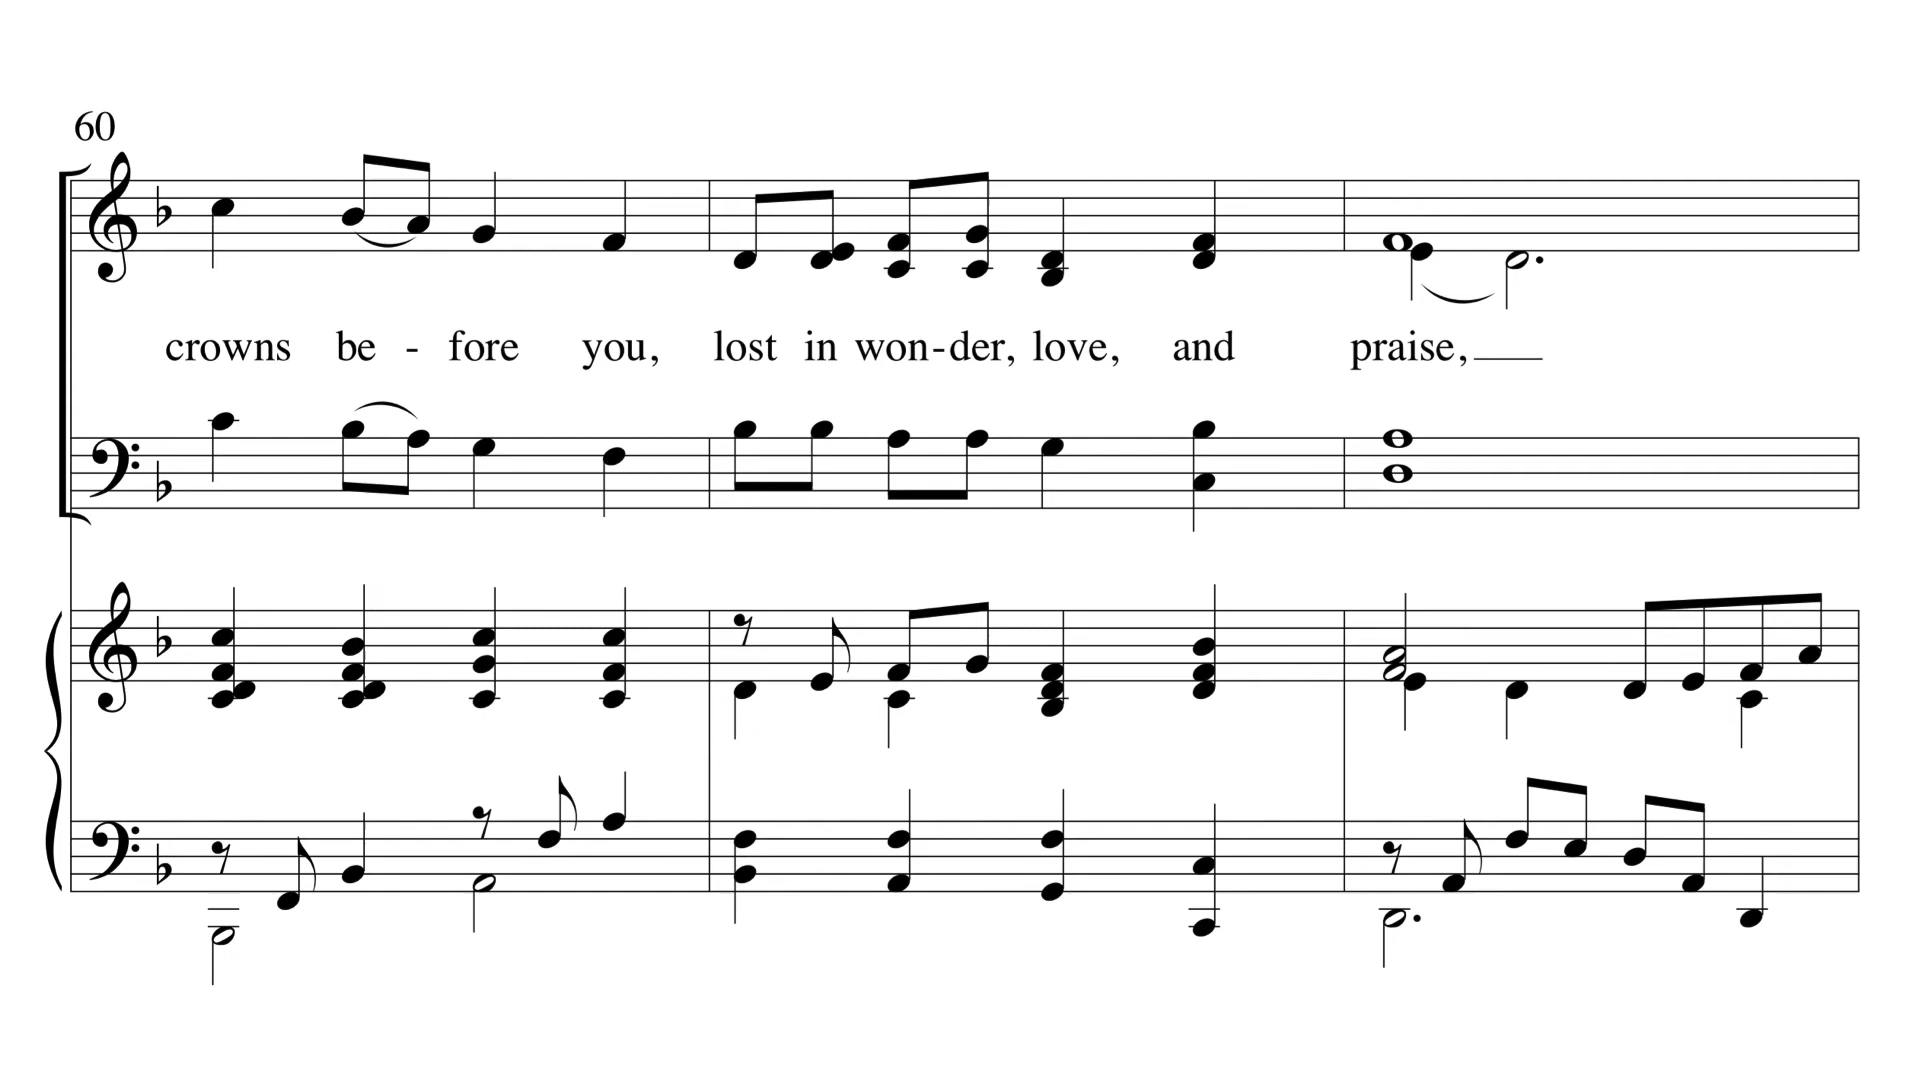 60
crowns be - fore you, lost in won-der, love, and praise,